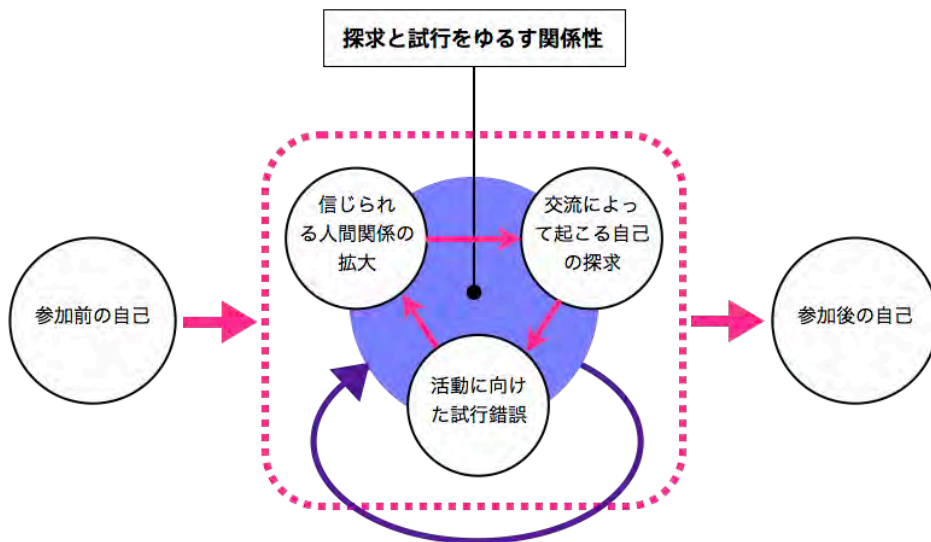 探求と試行をゆるす関係性
信じられ
る人間関係の
拡大
交流によっ
て起こる自己
の探求
参加前の自己
参加後の自己
活動に向け
た試行錯誤